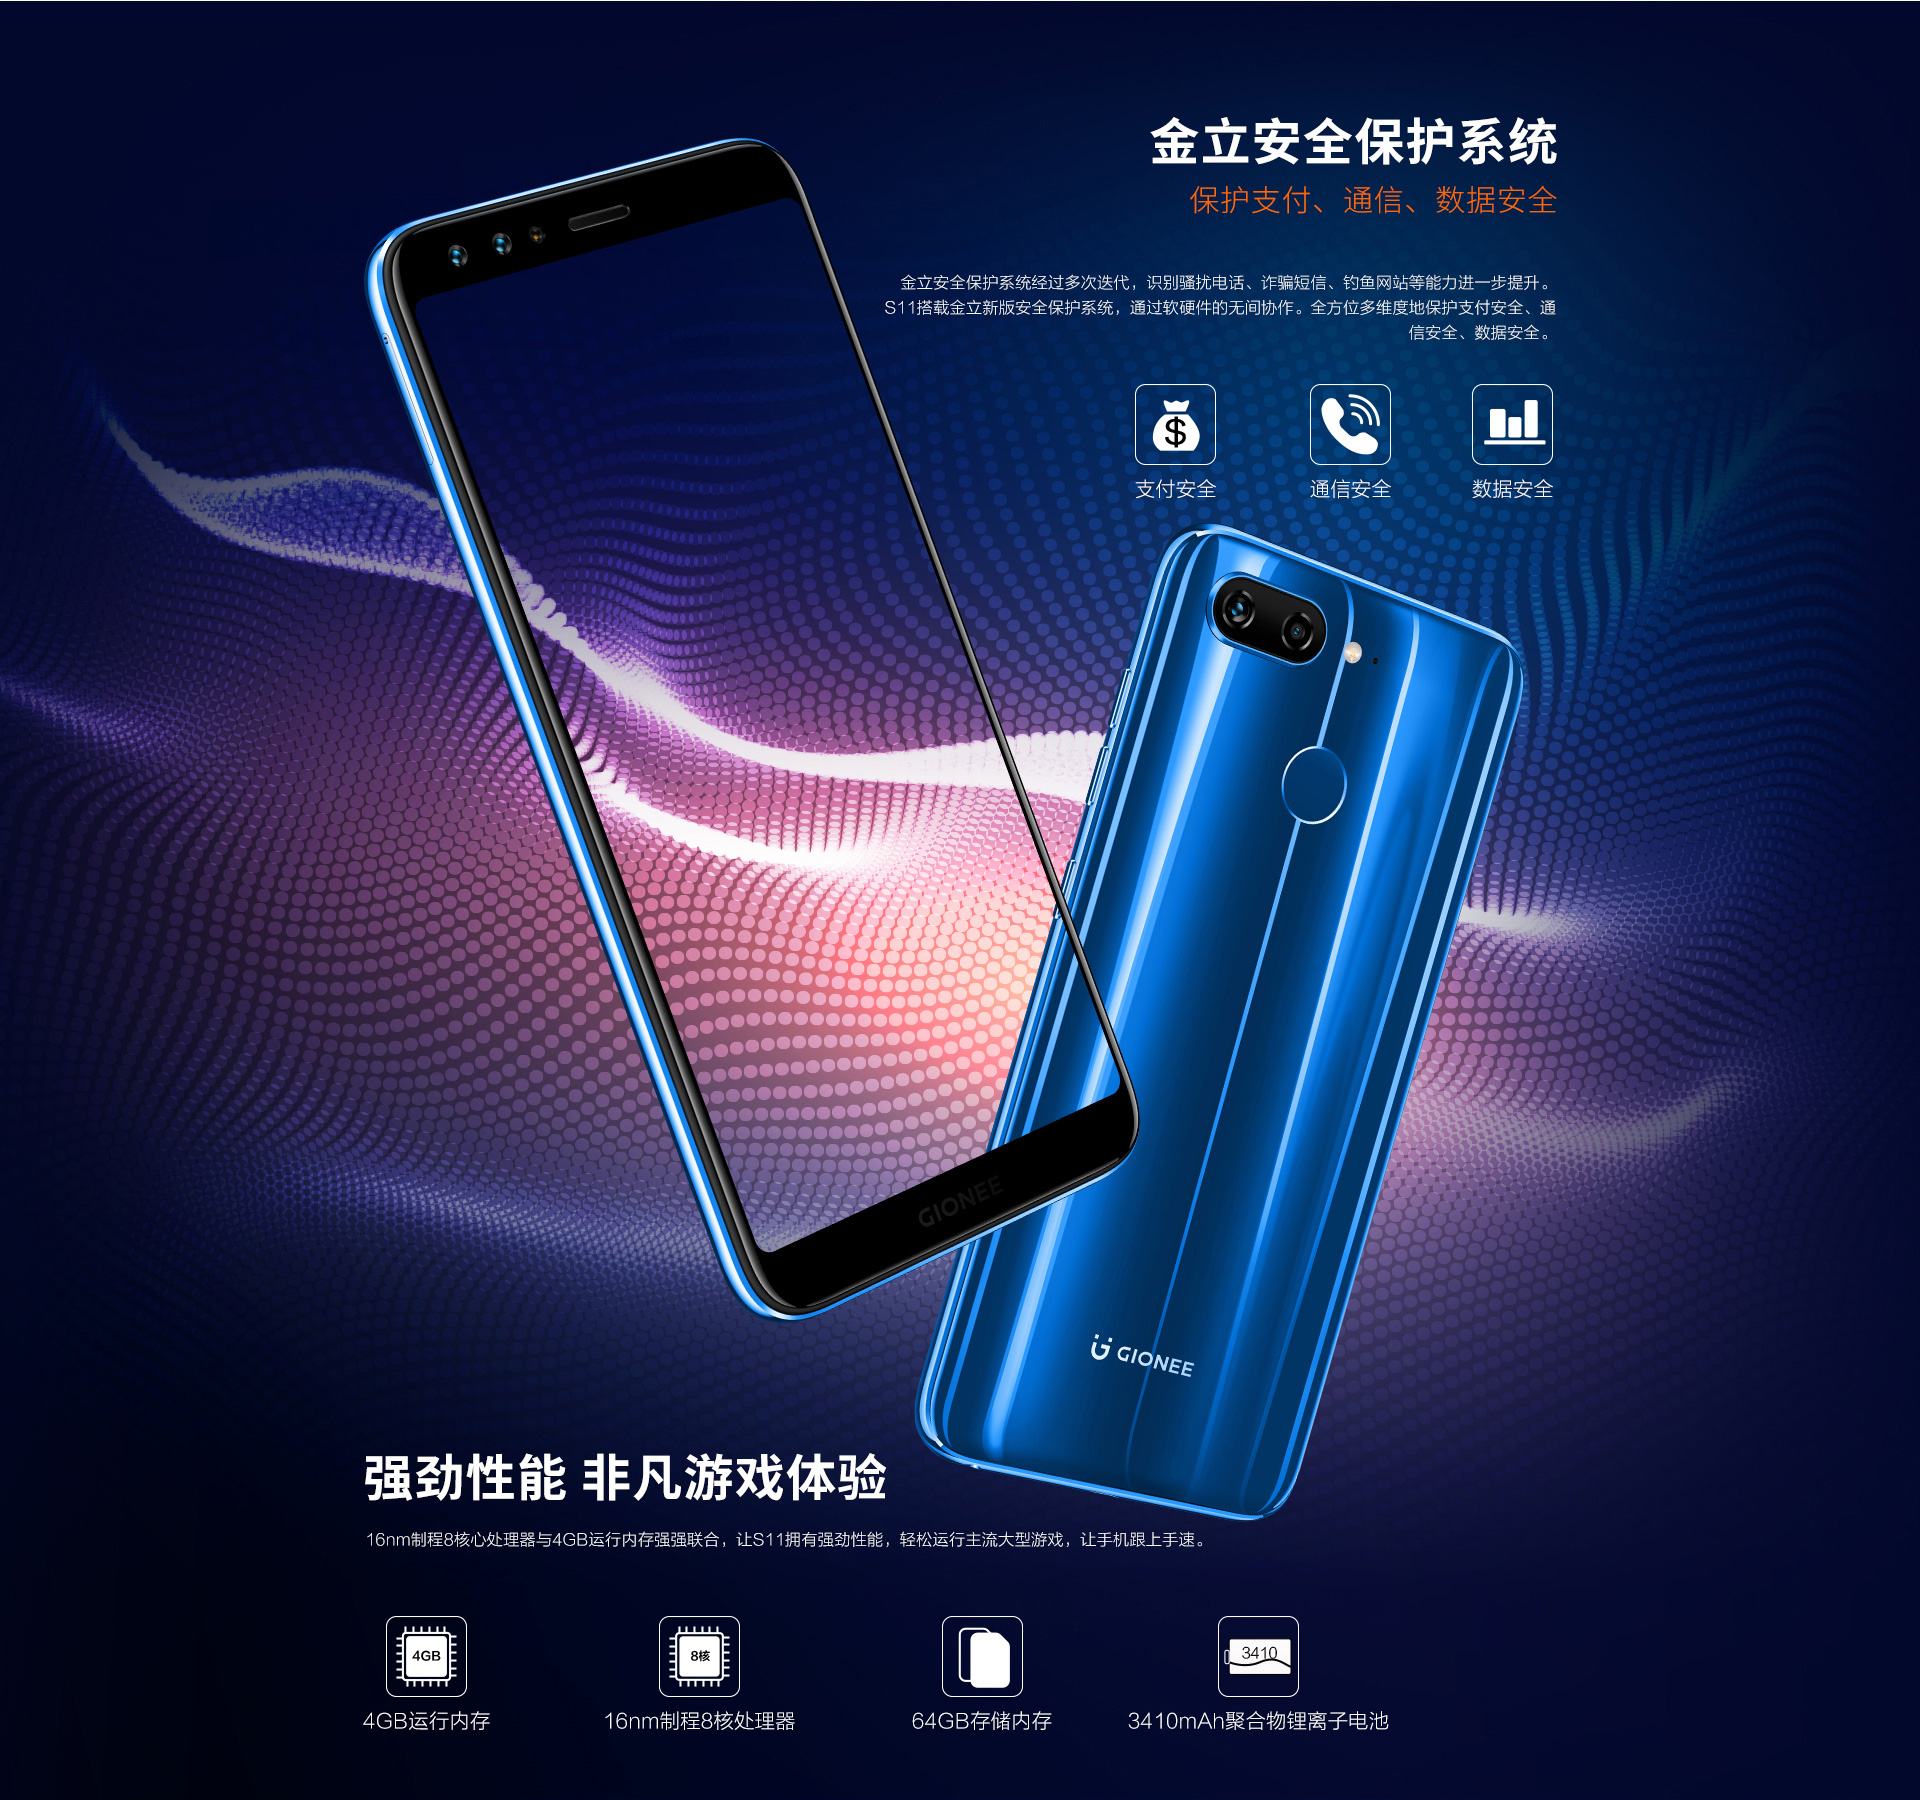 金立安全保护系统
保护支付、通信、数据安全
金立安全保护系统经过多次迭代，识别骚扰电话、诈骗短信、钓鱼网站等能力进一步提升。
S11搭载金立新版安全保护系统，通过软硬件的无间协作。全方位多维度地保护支付安全、通
信安全、数据安全。
$
支付安全
通信安全
数据安全
GIONEE
GIONEE
强劲性能 非凡游戏体验
16nm制程8核心处理器与4GB运行内存强强联合，让S11拥有强劲性能，轻松运行主流大型游戏，让手机跟上手速。
4GB
8核
3410
4GB运行内存
16nm制程8核处理器
64GB存储内存
3410mAh聚合物锂离子电池